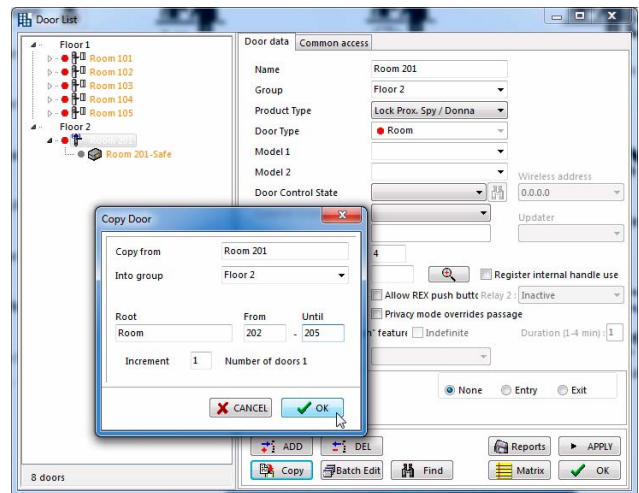 Door List
Floor 1
Room 101
Room 102
Room 103
Room 104
Room 105
Floor 2
Room 201
Room 201-Safe
8 doors
Door data
Common access
Name
Room 201
Group
Floor 2
Product Type
Lock Prox. Spy / Donna
Door Type
Room
Model 1
Model 2
Wireless address
Door Control State
0.0.0.0
Updater
4
Register internal handle use
Allow REX push butt
Relay 2 :
Inactive
Privacy mode overrides passage
Indefinite
Duration (1-4 min) :
1
None
Entry
Exit
ADD
DEL
Reports
APPLY
Copy
Batch Edit
Find
Matrix
OK
Copy Door
Copy from
Room 201
Into group
Floor 2
Root
From
Until
Room
202
-
205
Increment
1
Number of doors 1
CANCEL
OK